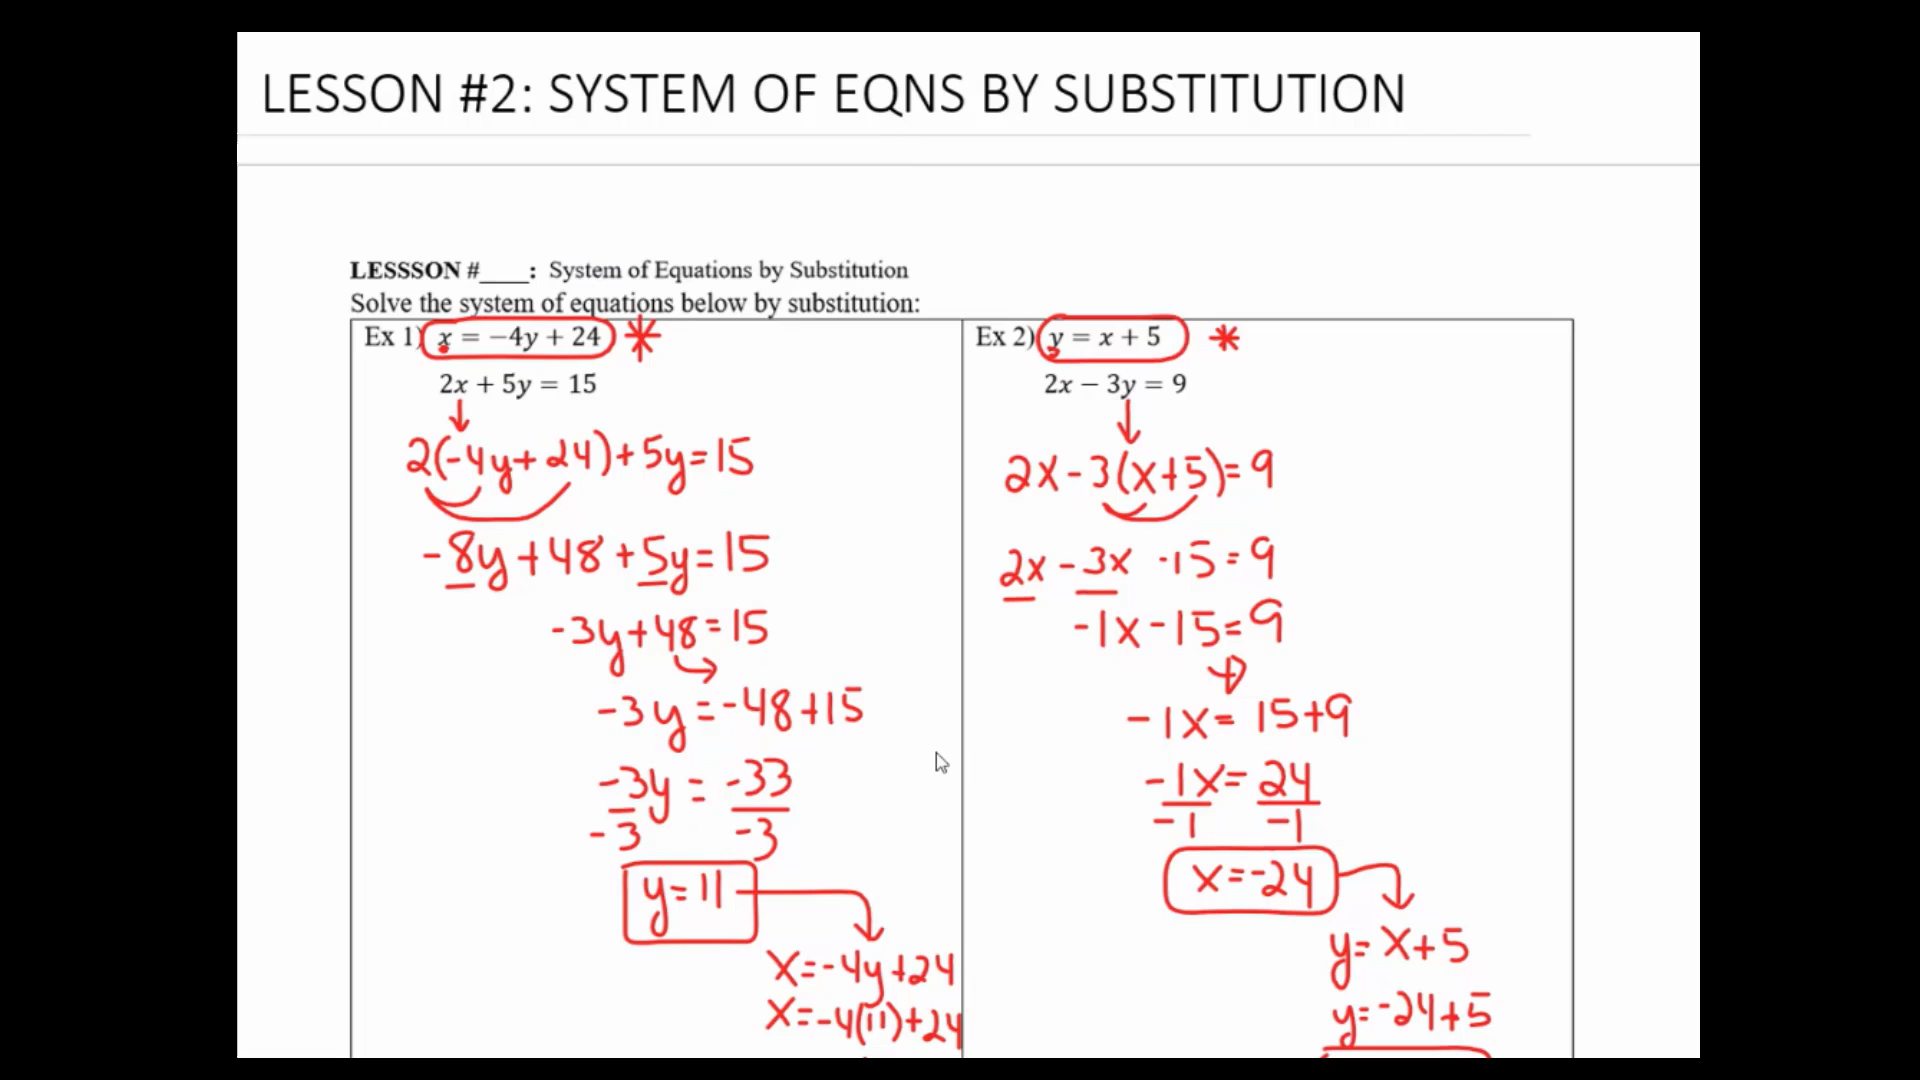 LESSON #2: SYSTEM OF EQNS BY SUBSTITUTION
LESSSON #____: System of Equations by Substitution
Solve the system of equations below by substitution:
Ex 1) x = −4y + 24 *
2x + 5y = 15
2(-4y+24)+5y=15
-8y+48+5y=15
-3y+48=15
-3y=-48+15
-3y = -33
-3 -3
y=11
x=-4y+24
x=-4(11)+24
Ex 2) y = x + 5 *
2x − 3y = 9
2x-3(x+5)=9
2x-3x -15=9
-1x-15=9
-1x= 15+9
-1x= 24
-1 -1
x=-24
y=x+5
y=-24+5